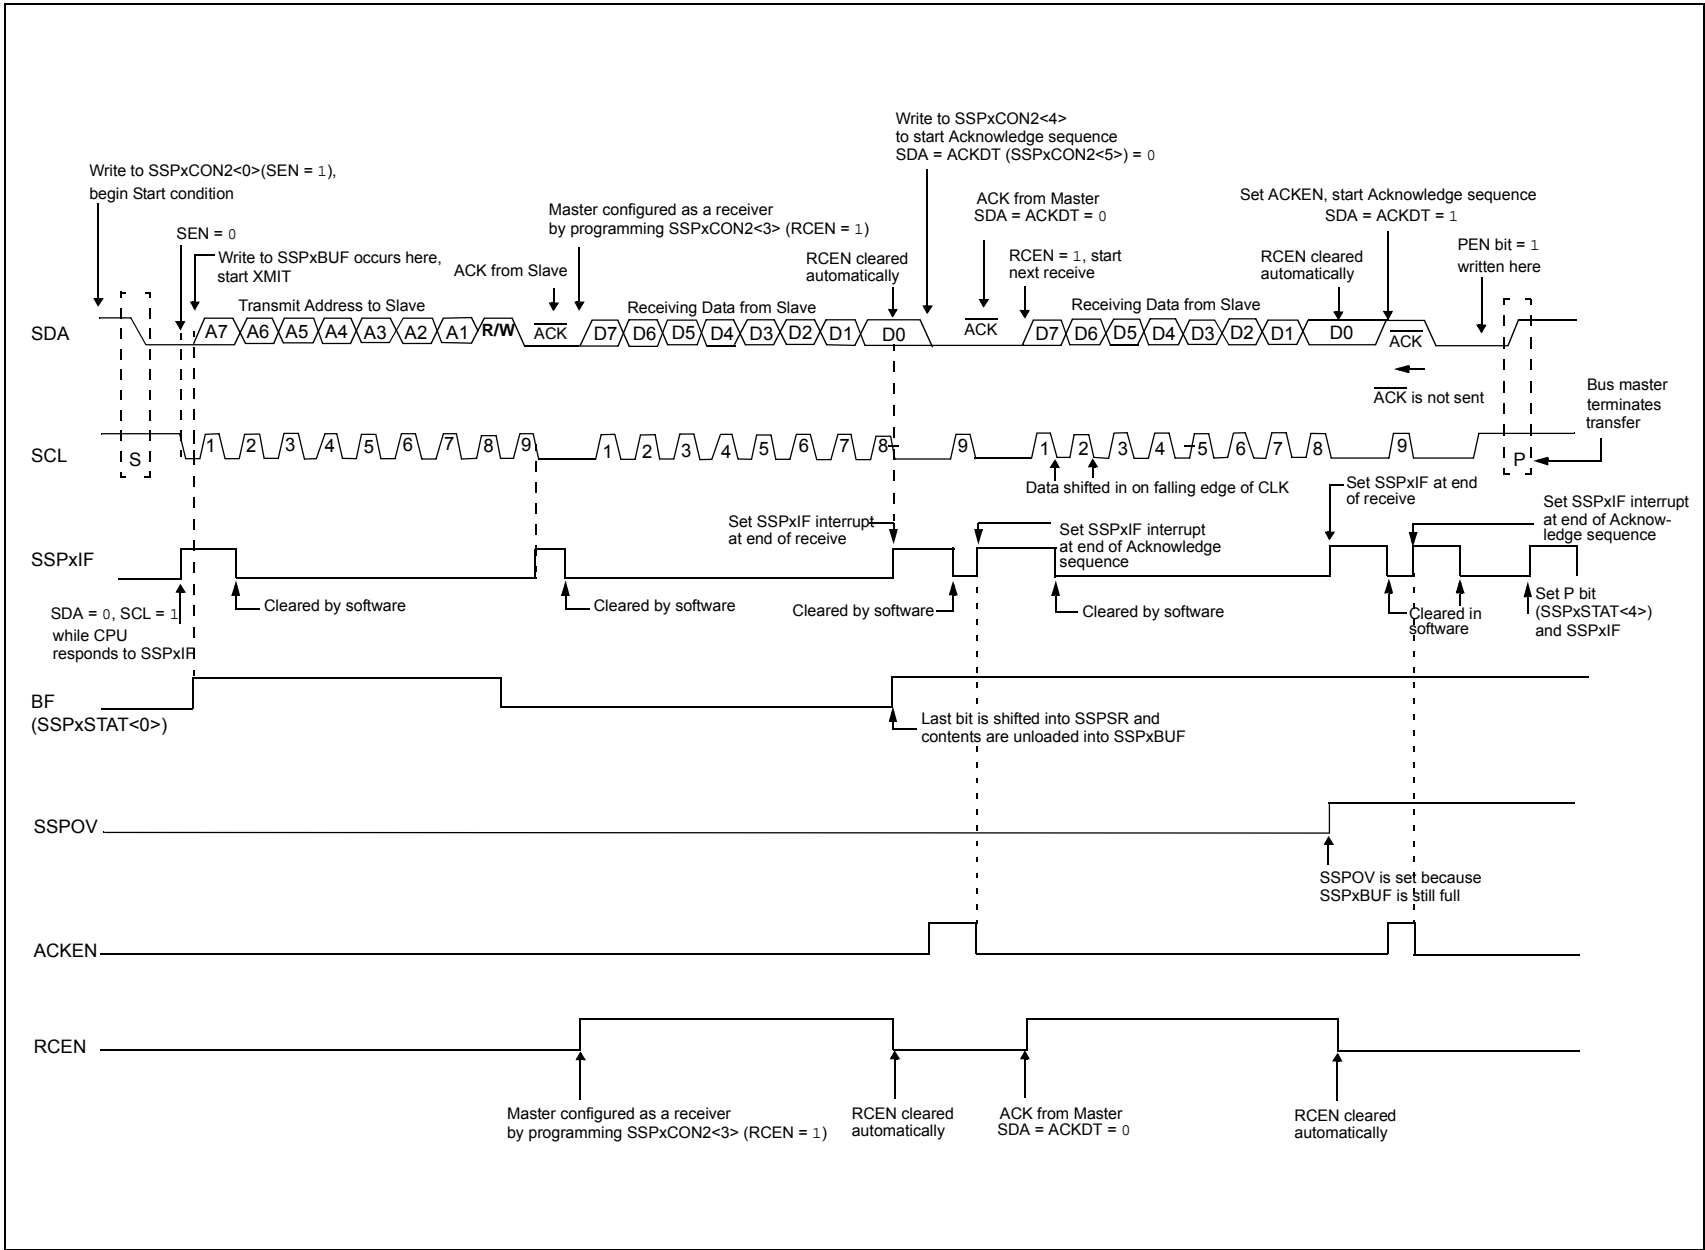 Write to SSPxCON2<4>
to start Acknowledge sequence
SDA = ACKDT (SSPxCON2<5>) = 0
Write to SSPxCON2<0>(SEN = 1),
begin Start condition
ACK from Master
SDA = ACKDT = 0
Set ACKEN, start Acknowledge sequence
SDA = ACKDT = 1
Master configured as a receiver
by programming SSPxCON2<3> (RCEN = 1)
SEN = 0
Write to SSPxBUF occurs here,
start XMIT
ACK from Slave
RCEN cleared
automatically
RCEN = 1, start
next receive
RCEN cleared
automatically
PEN bit = 1
written here
Transmit Address to Slave
Receiving Data from Slave
Receiving Data from Slave
SDA
A7 A6 A5 A4 A3 A2 A1 R/W ACK D7 D6 D5 D4 D3 D2 D1 D0 ACK D7 D6 D5 D4 D3 D2 D1 D0 ACK
ACK is not sent
Bus master
terminates
transfer
SCL
S 1 2 3 4 5 6 7 8 9 1 2 3 4 5 6 7 8 9 1 2 3 4 5 6 7 8 9 P
Data shifted in on falling edge of CLK
Set SSPxIF at end
of receive
Set SSPxIF interrupt
at end of receive
Set SSPxIF interrupt
at end of Acknowledge
sequence
Set SSPxIF interrupt
at end of Acknow-
ledge sequence
SSPxIF
Cleared by software
Cleared by software
Cleared by software
Cleared by software
Cleared in
software
Set P bit
(SSPxSTAT<4>)
and SSPxIF
SDA = 0, SCL = 1
while CPU
responds to SSPxIF
BF
(SSPxSTAT<0>)
Last bit is shifted into SSPSR and
contents are unloaded into SSPxBUF
SSPOV
SSPOV is set because
SSPxBUF is still full
ACKEN
RCEN
Master configured as a receiver
by programming SSPxCON2<3> (RCEN = 1)
RCEN cleared
automatically
ACK from Master
SDA = ACKDT = 0
RCEN cleared
automatically